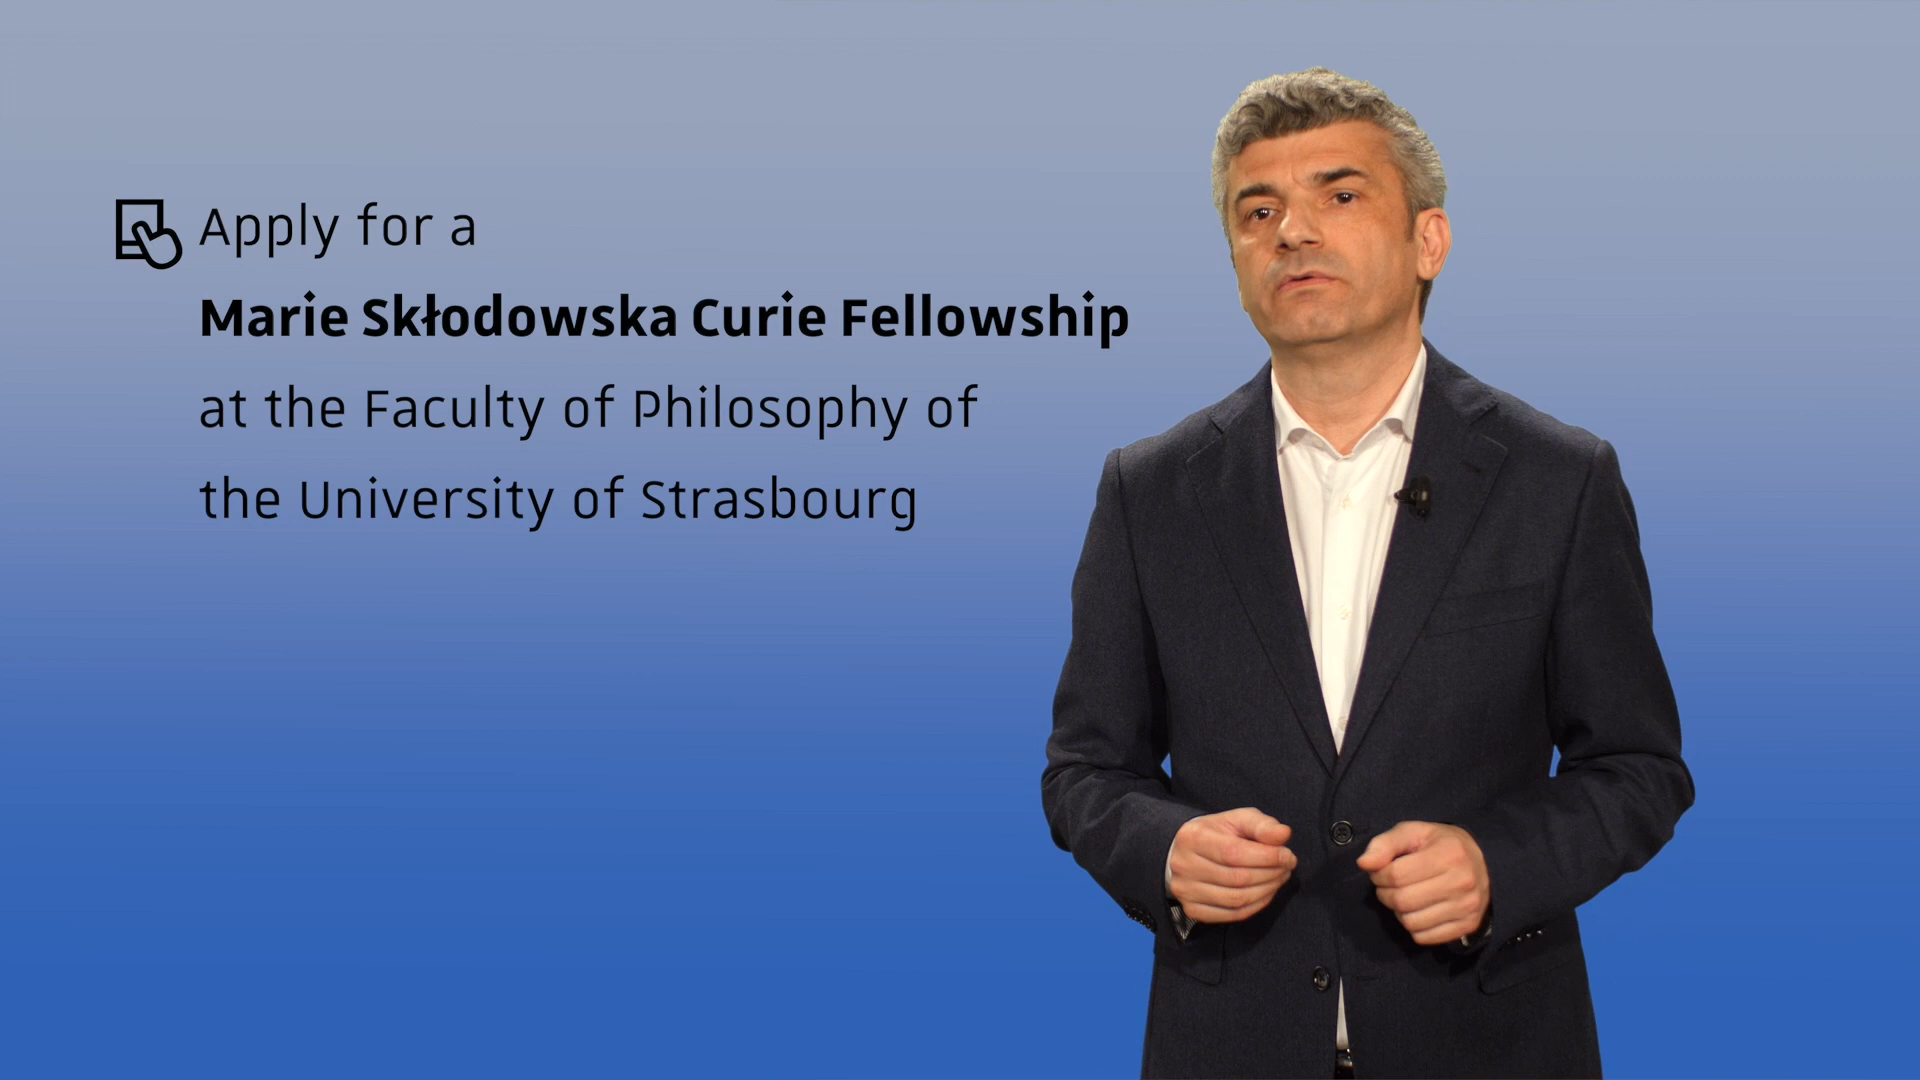 Apply for a
Marie Skłodowska Curie Fellowship
at the Faculty of Philosophy of
the University of Strasbourg